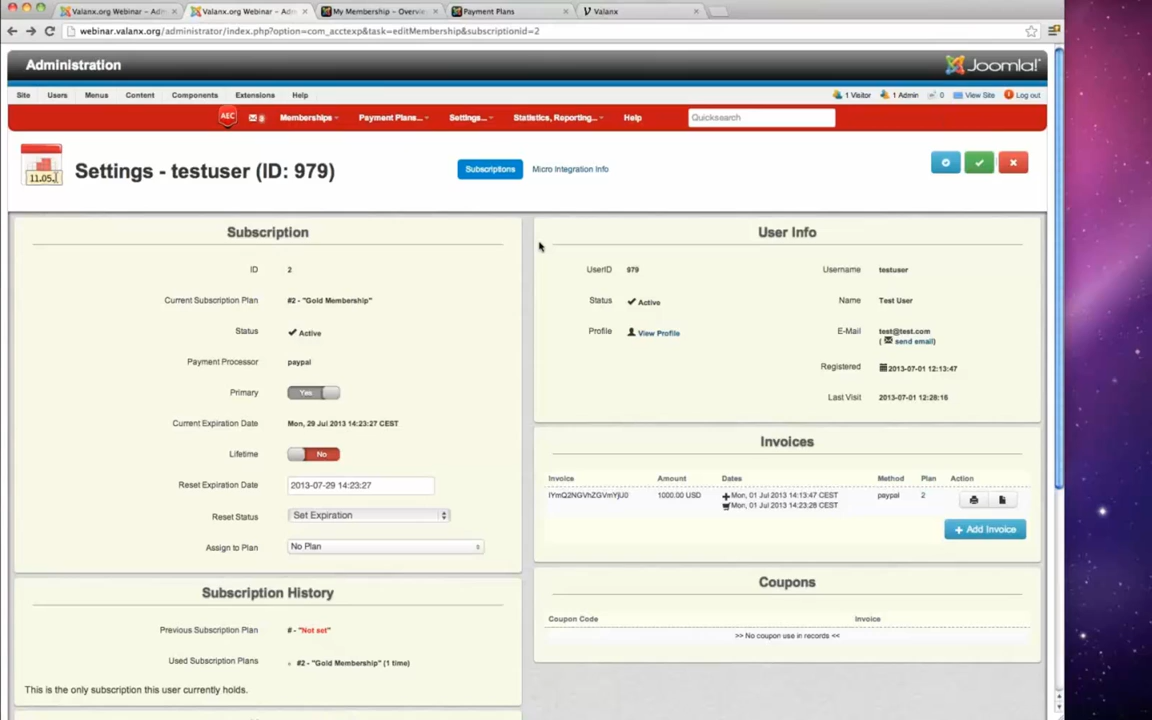 Valanx.org Webinar – Adm
Valanx.org Webinar – Adm
My Membership – Overvie
Payment Plans
Valanx
webinar.valanx.org/administrator/index.php?option=com_acctexp&task=editMembership&subscriptionid=2
Administration
Joomla!
Site Users Menus Content Components Extensions Help
1 Visitor 1 Admin 0 View Site Log out
AEC
Memberships Payment Plans... Settings... Statistics, Reporting... Help
Quicksearch
11.05.
Settings - testuser (ID: 979)
Subscriptions
Micro Integration Info
Subscription
ID 2
Current Subscription Plan #2 - "Gold Membership"
Status Active
Payment Processor paypal
Primary Yes
Current Expiration Date Mon, 29 Jul 2013 14:23:27 CEST
Lifetime No
Reset Expiration Date 2013-07-29 14:23:27
Reset Status Set Expiration
Assign to Plan No Plan
Subscription History
Previous Subscription Plan # - "Not set"
Used Subscription Plans #2 - "Gold Membership" (1 time)
This is the only subscription this user currently holds.
User Info
UserID 979 Username testuser
Status Active Name Test User
Profile View Profile E-Mail test@test.com
( send email)
Registered 2013-07-01 12:13:47
Last Visit 2013-07-01 12:28:16
Invoices
Invoice Amount Dates Method Plan Action
1000.00 USD Mon, 01 Jul 2013 14:13:47 CEST paypal 2
Mon, 01 Jul 2013 14:23:26 CEST
+ Add Invoice
Coupons
Coupon Code Invoice
>> No coupon use in records <<